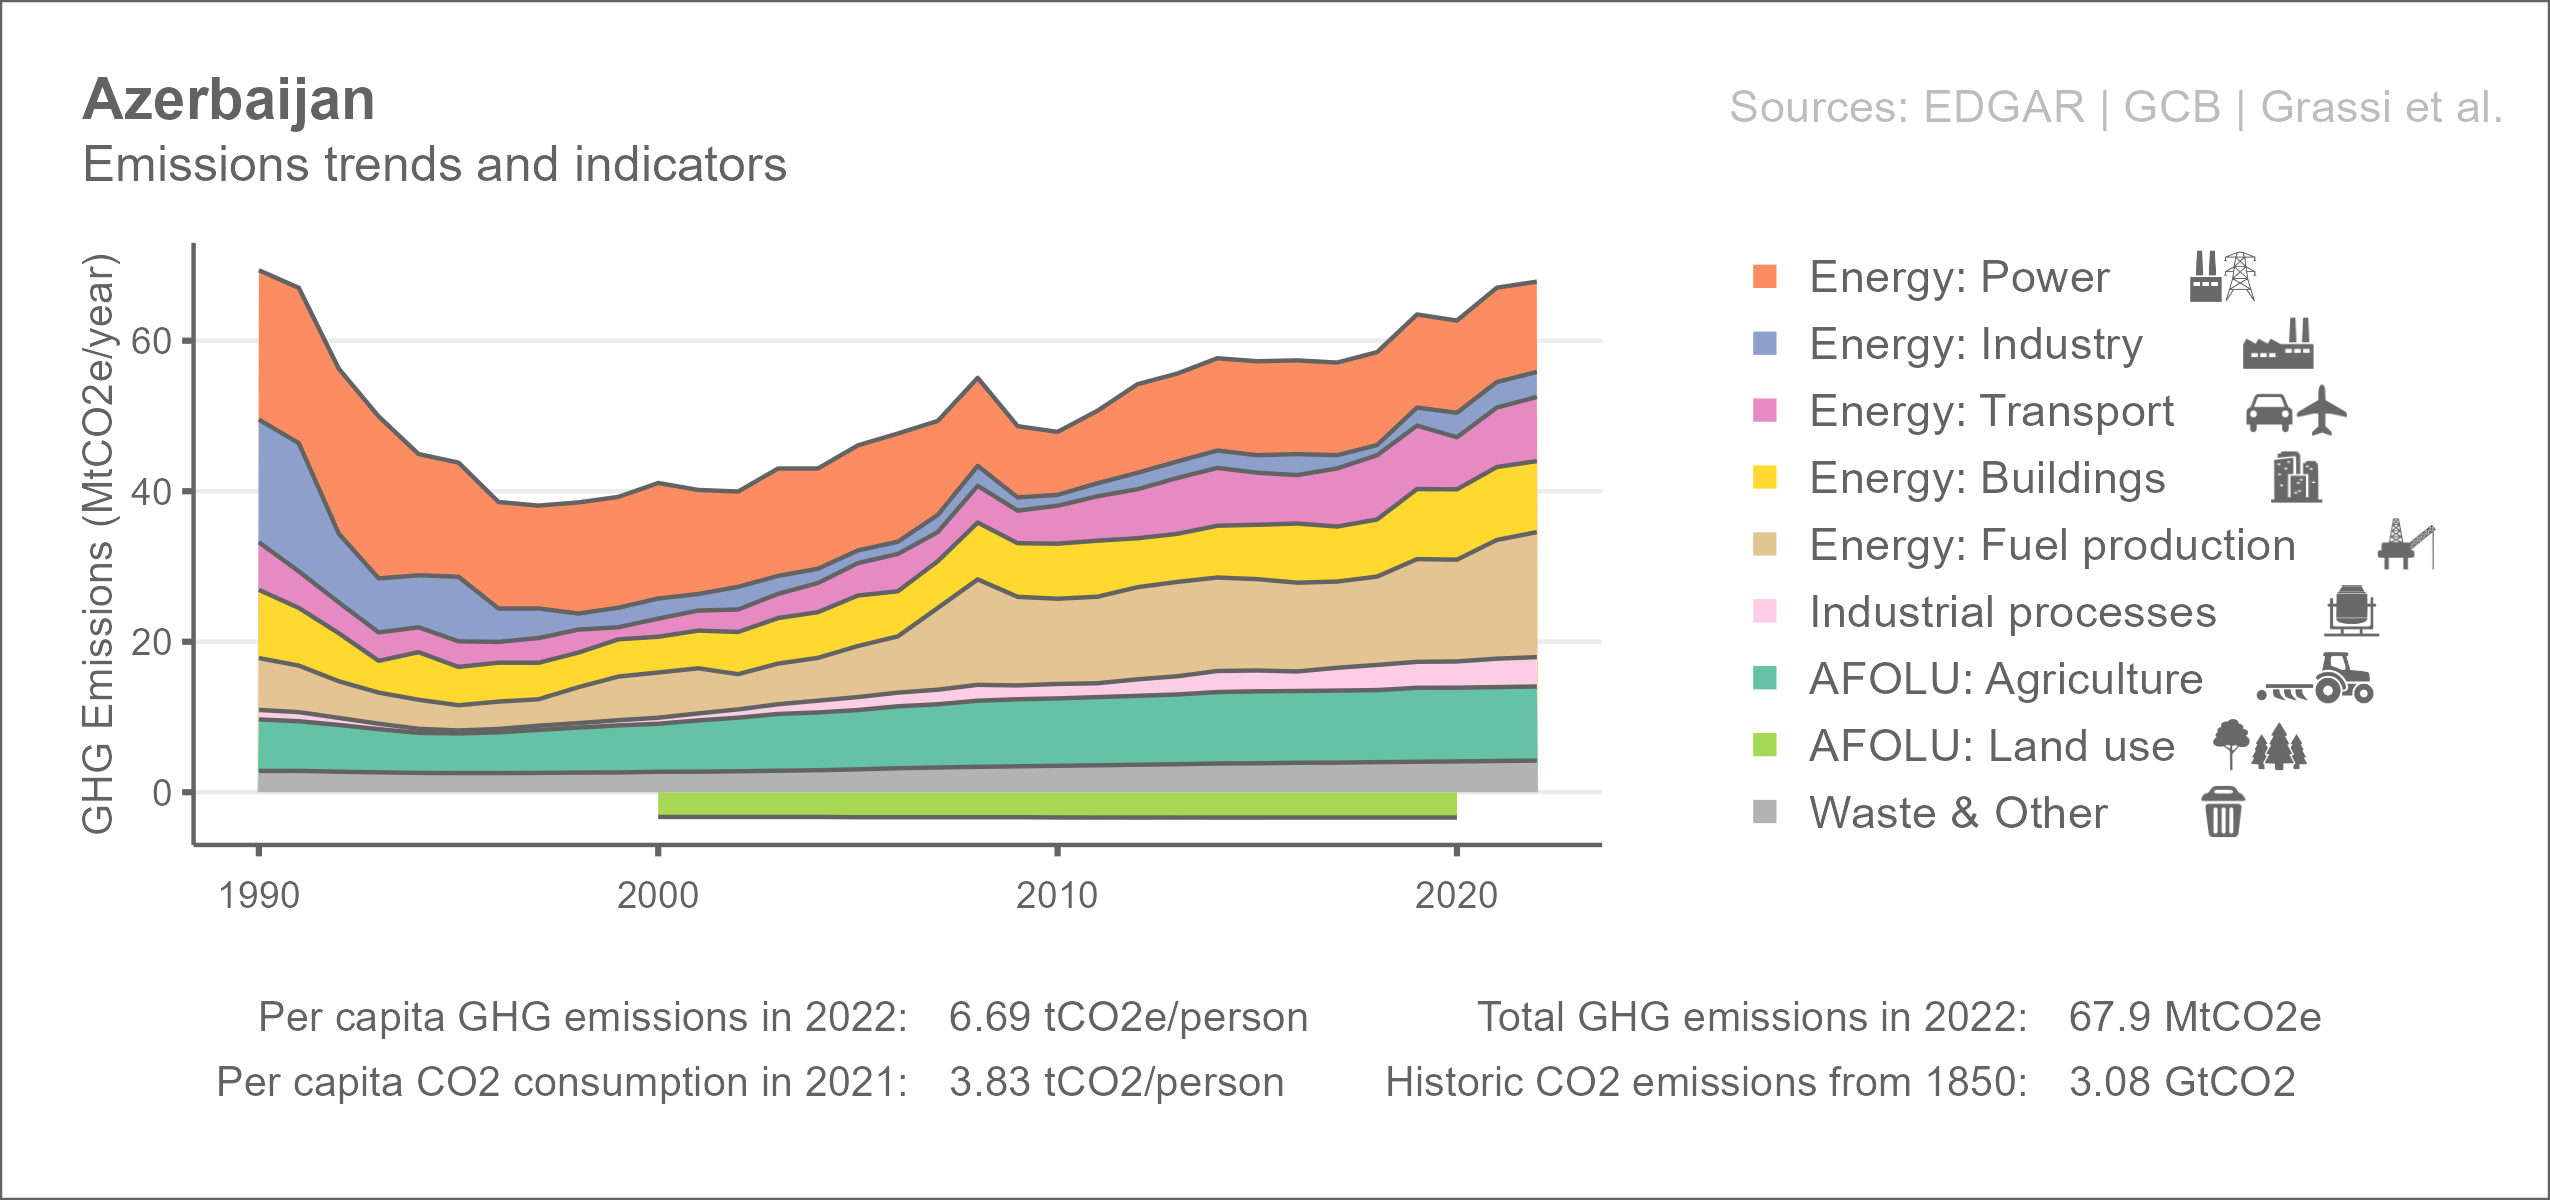 Azerbaijan
Sources: EDGAR | GCB | Grassi et al.
Emissions trends and indicators
GHG Emissions (MtCO2e/year)
60
40
20
0
1990
2000
2010
2020
Energy: Power
Energy: Industry
Energy: Transport
Energy: Buildings
Energy: Fuel production
Industrial processes
AFOLU: Agriculture
AFOLU: Land use
Waste & Other
Per capita GHG emissions in 2022: 6.69 tCO2e/person
Total GHG emissions in 2022: 67.9 MtCO2e
Per capita CO2 consumption in 2021: 3.83 tCO2/person
Historic CO2 emissions from 1850: 3.08 GtCO2